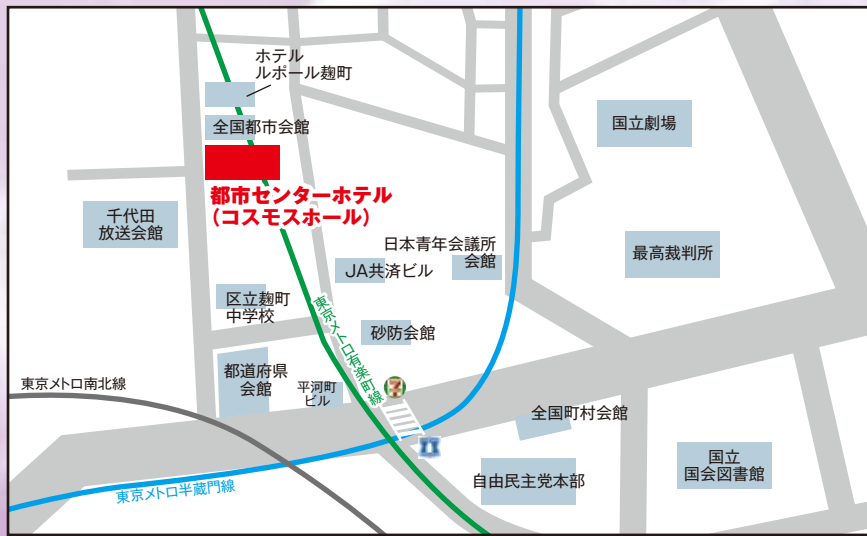 ホテル
ルポール麹町
全国都市会館
国立劇場
都市センターホテル
(コスモスホール)
千代田
放送会館
日本青年会議所
会館
最高裁判所
JA共済ビル
区立麹町
中学校
東京メトロ有楽町線
砂防会館
都道府県
会館
平河町
ビル
東京メトロ南北線
7
全国町村会館
国立
国会図書館
自由民主党本部
東京メトロ半蔵門線